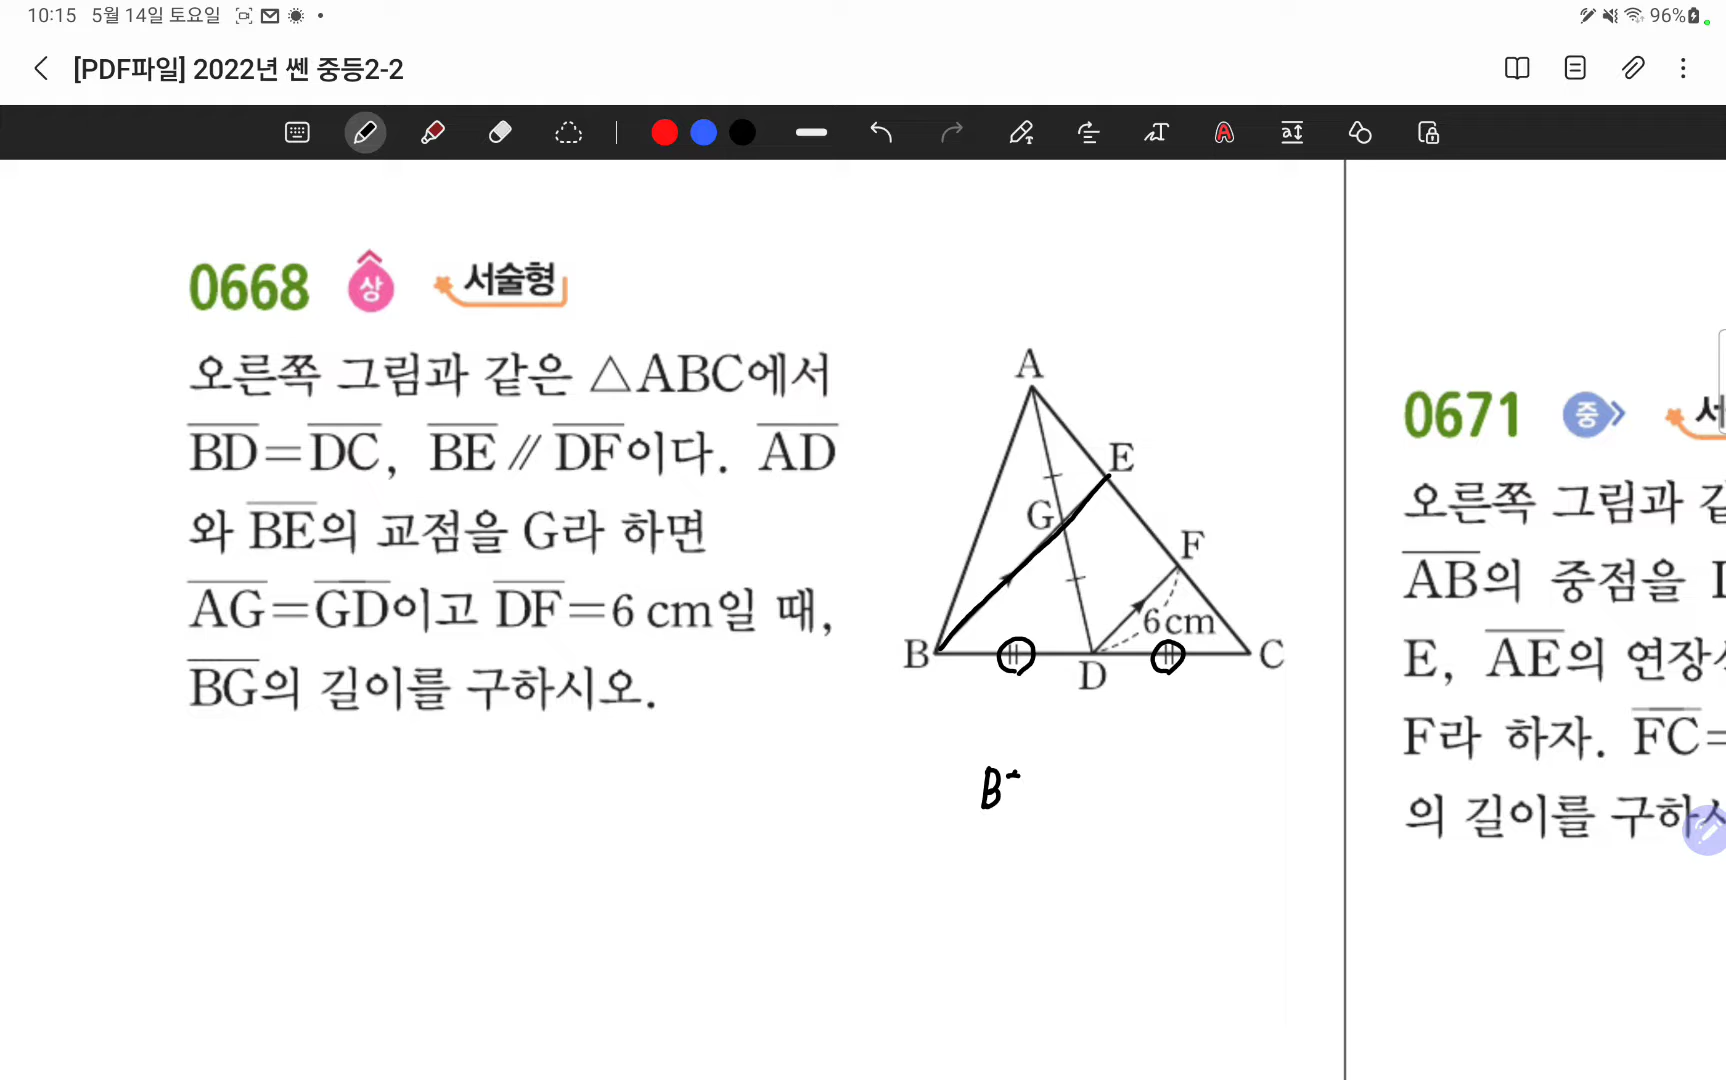 10:15 5월 14일 토요일
96%
[PDF파일] 2022년 쎈 중등2-2
0668 상 서술형
오른쪽 그림과 같은 △ABC에서
BD=DC, BE∥DF이다. AD
와 BE의 교점을 G라 하면
AG=GD이고 DF=6 cm일 때,
BG의 길이를 구하시오.
A
E
G
F
6cm
B
D
C
B
0671 중
오른쪽 그림과 같
AB의 중점을
E, AE의 연장
F라 하자. FC=
의 길이를 구하